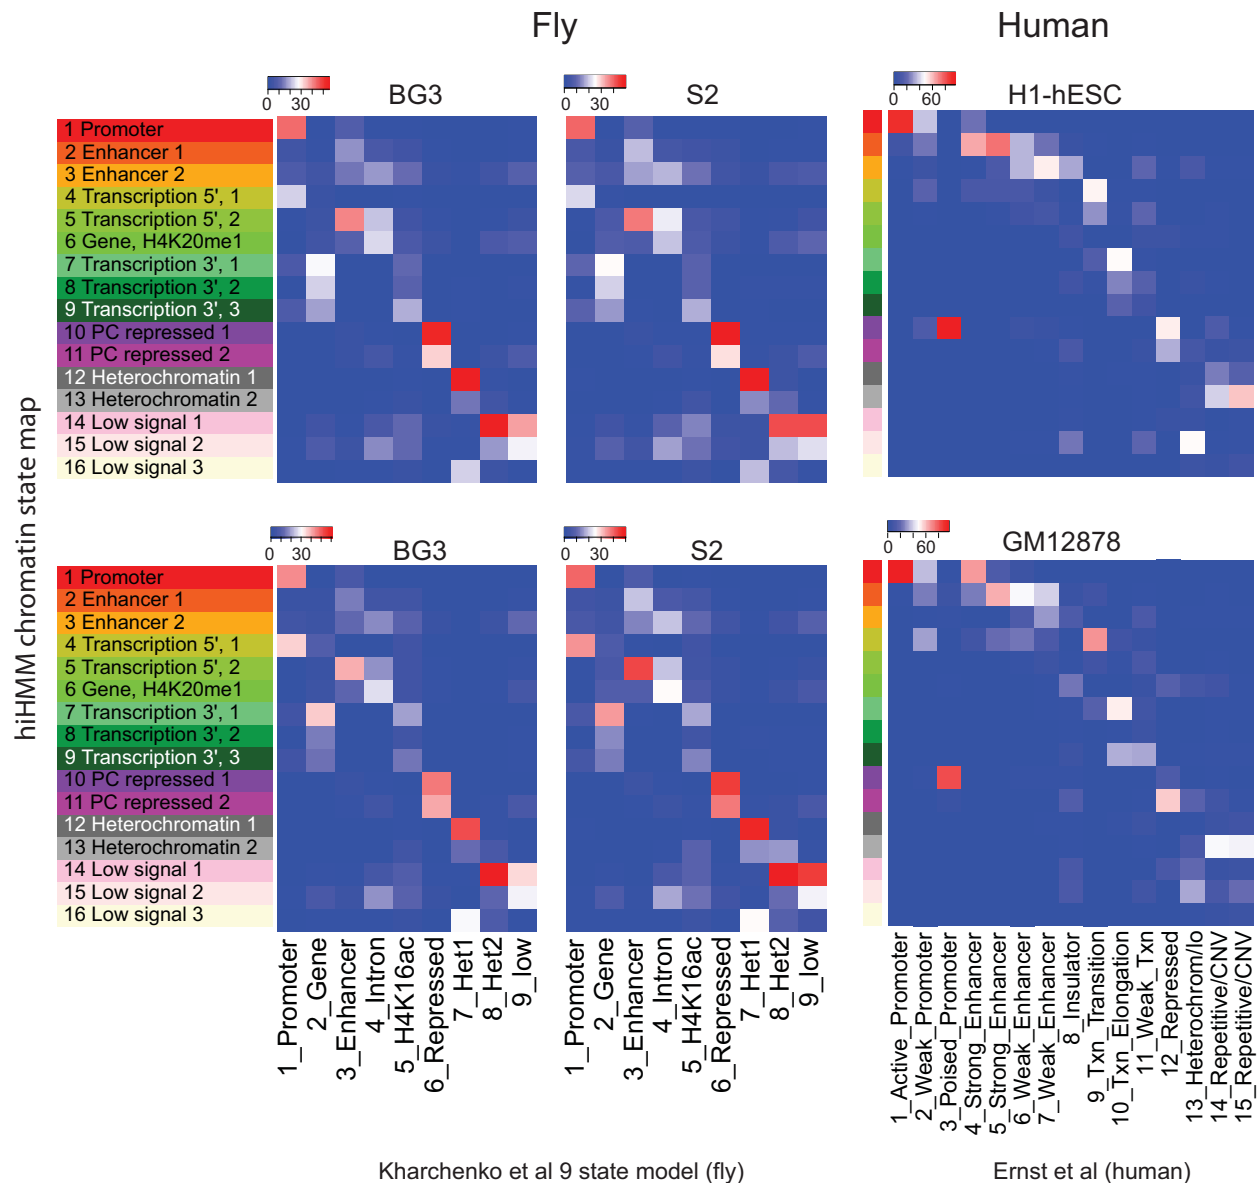 Fly
Human
BG3
S2
H1-hESC
0 30
0 30
0 60
hiHMM chromatin state map
1 Promoter
2 Enhancer 1
3 Enhancer 2
4 Transcription 5', 1
5 Transcription 5', 2
6 Gene, H4K20me1
7 Transcription 3', 1
8 Transcription 3', 2
9 Transcription 3', 3
10 PC repressed 1
11 PC repressed 2
12 Heterochromatin 1
13 Heterochromatin 2
14 Low signal 1
15 Low signal 2
16 Low signal 3
BG3
S2
GM12878
0 30
0 30
0 60
1 Promoter
2 Enhancer 1
3 Enhancer 2
4 Transcription 5', 1
5 Transcription 5', 2
6 Gene, H4K20me1
7 Transcription 3', 1
8 Transcription 3', 2
9 Transcription 3', 3
10 PC repressed 1
11 PC repressed 2
12 Heterochromatin 1
13 Heterochromatin 2
14 Low signal 1
15 Low signal 2
16 Low signal 3
1_Promoter
2_Gene
3_Enhancer
4_Intron
5_H4K16ac
6_Repressed
7_Het1
8_Het2
9_low
1_Promoter
2_Gene
3_Enhancer
4_Intron
5_H4K16ac
6_Repressed
7_Het1
8_Het2
9_low
1_Active_Promoter
2_Weak_Promoter
3_Poised_Promoter
4_Strong_Enhancer
5_Strong_Enhancer
6_Weak_Enhancer
7_Weak_Enhancer
8_Insulator
9_Txn_Transition
10_Txn_Elongation
11_Weak_Txn
12_Repressed
13_Heterochrom/lo
14_Repetitive/CNV
15_Repetitive/CNV
Kharchenko et al 9 state model (fly)
Ernst et al (human)